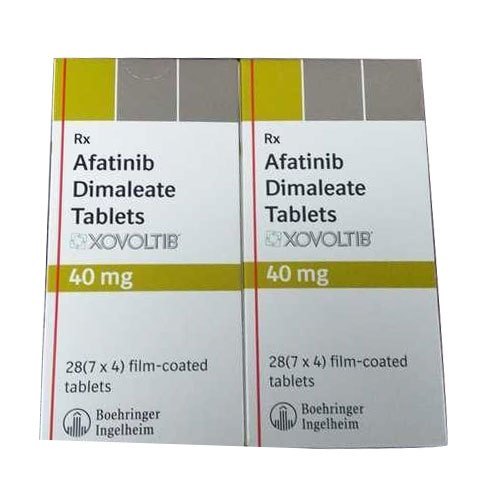 Rx
Afatinib
Dimaleate
Tablets
XOVOLTIB
40 mg
28(7 x 4) film-coated
tablets
Boehringer
Ingelheim
Rx
Afatinib
Dimaleate
Tablets
XOVOLTIB
40 mg
28(7 x 4) film-coated
tablets
Boehringer
Ingelheim